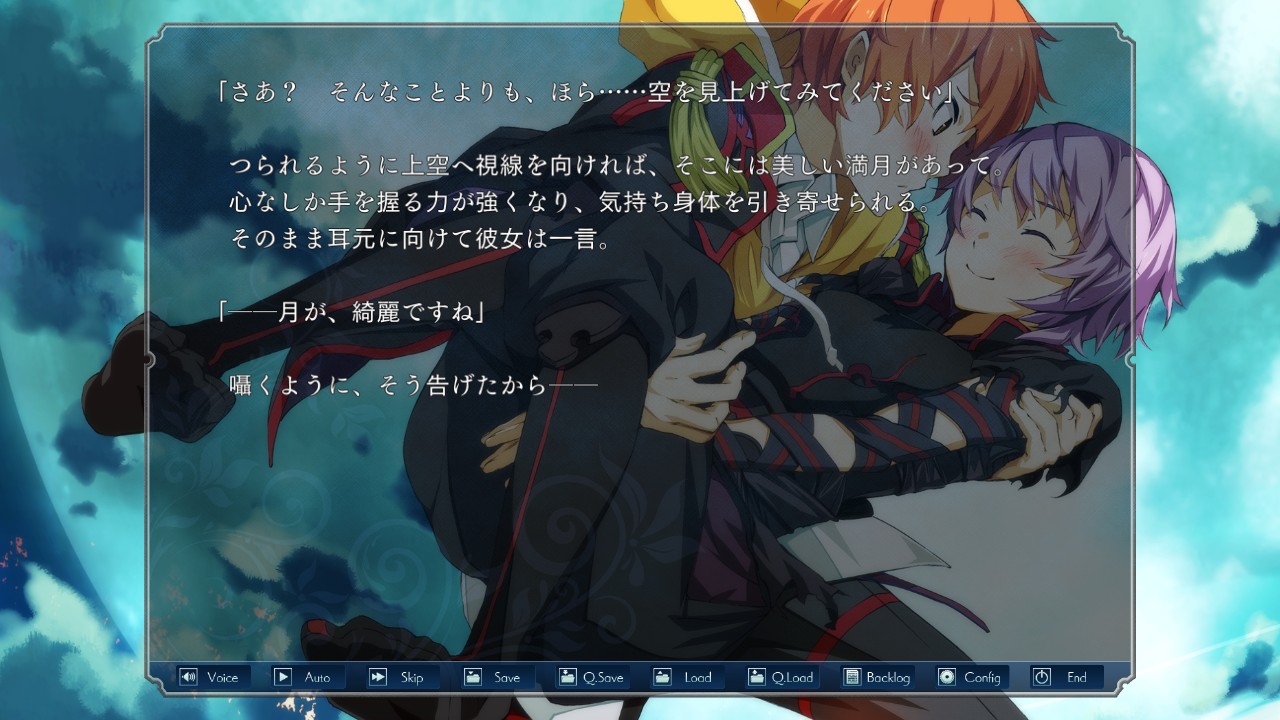 「さあ？　そんなことよりも、ほら……空を見上げてみてください」
つられるように上空へ視線を向ければ、そこには美しい満月があって。
心なしか手を握る力が強くなり、気持ち身体を引き寄せられる。
そのまま耳元に向けて彼女は一言。
「――月が、綺麗ですね」
囁くように、そう告げたから――
Voice Auto Skip Save Q.Save Load Q.Load Backlog Config End